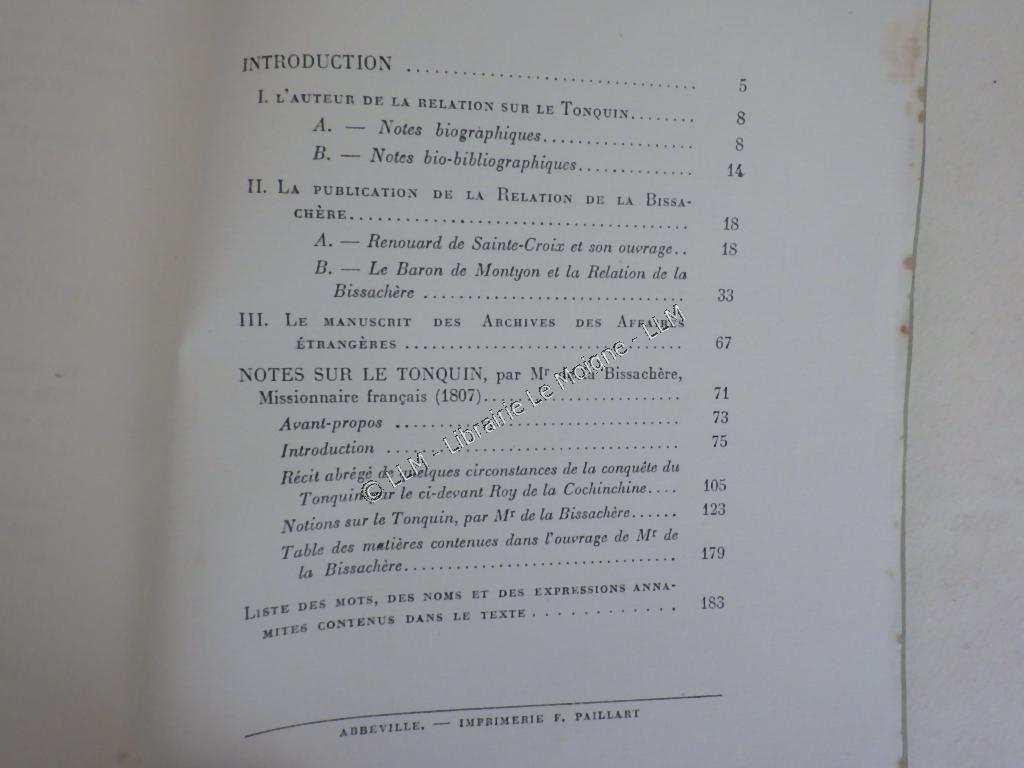 INTRODUCTION ........ 5
I. L'AUTEUR DE LA RELATION SUR LE TONQUIN........ 8
A. — Notes biographiques........ 8
B. — Notes bio-bibliographiques........ 14
II. LA PUBLICATION DE LA RELATION DE LA BISSA-
CHÈRE........ 18
A. — Renouard de Sainte-Croix et son ouvrage.. 18
B. — Le Baron de Montyon et la Relation de la
Bissachère ........ 33
III. LE MANUSCRIT DES ARCHIVES DES AFFAIRES
ÉTRANGÈRES ........ 67
NOTES SUR LE TONQUIN, par Mr de la Bissachère,
Missionnaire français (1807)........ 71
Avant-propos ........ 73
Introduction ........ 75
Récit abrégé de quelques circonstances de la conquête du
Tonquin par le ci-devant Roy de la Cochinchine.... 105
Notions sur le Tonquin, par Mr de la Bissachère...... 123
Table des matières contenues dans l'ouvrage de Mr de
la Bissachère........ 179
LISTE DES MOTS, DES NOMS ET DES EXPRESSIONS ANNA-
MITES CONTENUS DANS LE TEXTE ........ 183
ABBEVILLE. — IMPRIMERIE F. PAILLART
© LLM - Librairie Le Moione - LLM